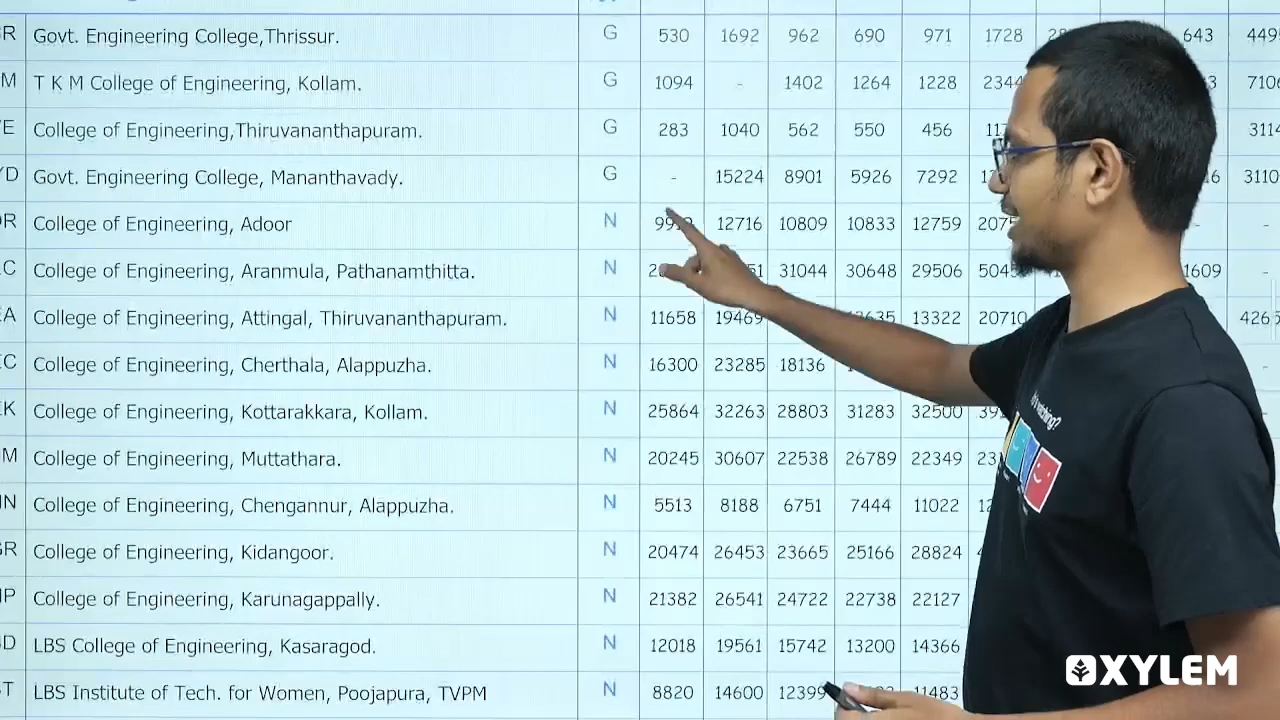 R Govt. Engineering College,Thrissur. G 530 1692 962 690 971 1728 643
M T K M College of Engineering, Kollam. G 1094 - 1402 1264 1228 2344
College of Engineering,Thiruvananthapuram. G 283 1040 562 550 456
Govt. Engineering College, Mananthavady. G - 15224 8901 5926 7292
College of Engineering, Adoor N 12716 10809 10833 12759 - -
College of Engineering, Aranmula, Pathanamthitta. N 31044 30648 29506 1609 -
College of Engineering, Attingal, Thiruvananthapuram. N 11658 19469 13322 20710
College of Engineering, Cherthala, Alappuzha. N 16300 23285 18136 -
College of Engineering, Kottarakkara, Kollam. N 25864 32263 28803 31283 32500 -
M College of Engineering, Muttathara. N 20245 30607 22538 26789 22349
N College of Engineering, Chengannur, Alappuzha. N 5513 8188 6751 7444 11022
R College of Engineering, Kidangoor. N 20474 26453 23665 25166 28824
P College of Engineering, Karunagappally. N 21382 26541 24722 22738 22127
D LBS College of Engineering, Kasaragod. N 12018 19561 15742 13200 14366
T LBS Institute of Tech. for Women, Poojapura, TVPM N 8820 14600 12399 11483
XYLEM